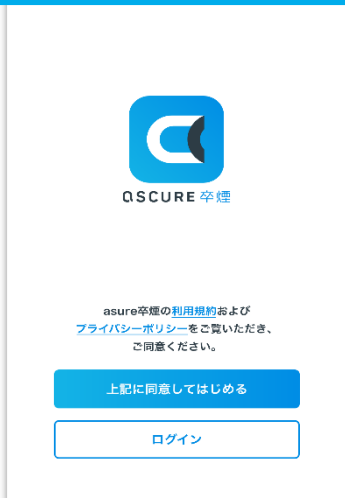 ascure 卒煙
asure卒煙の利用規約および
プライバシーポリシーをご覧いただき、
ご同意ください。
上記に同意してはじめる
ログイン